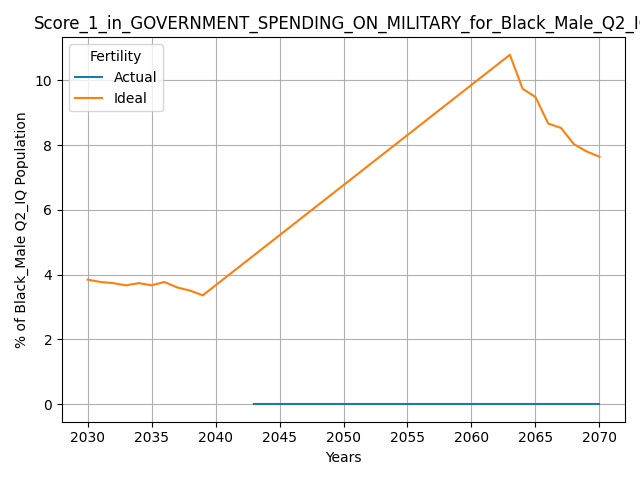 Score_1_in_GOVERNMENT_SPENDING_ON_MILITARY_for_Black_Male_Q2_IQ
Fertility
Actual
Ideal
% of Black_Male Q2_IQ Population
10
8
6
4
2
0
2030 2035 2040 2045 2050 2055 2060 2065 2070
Years